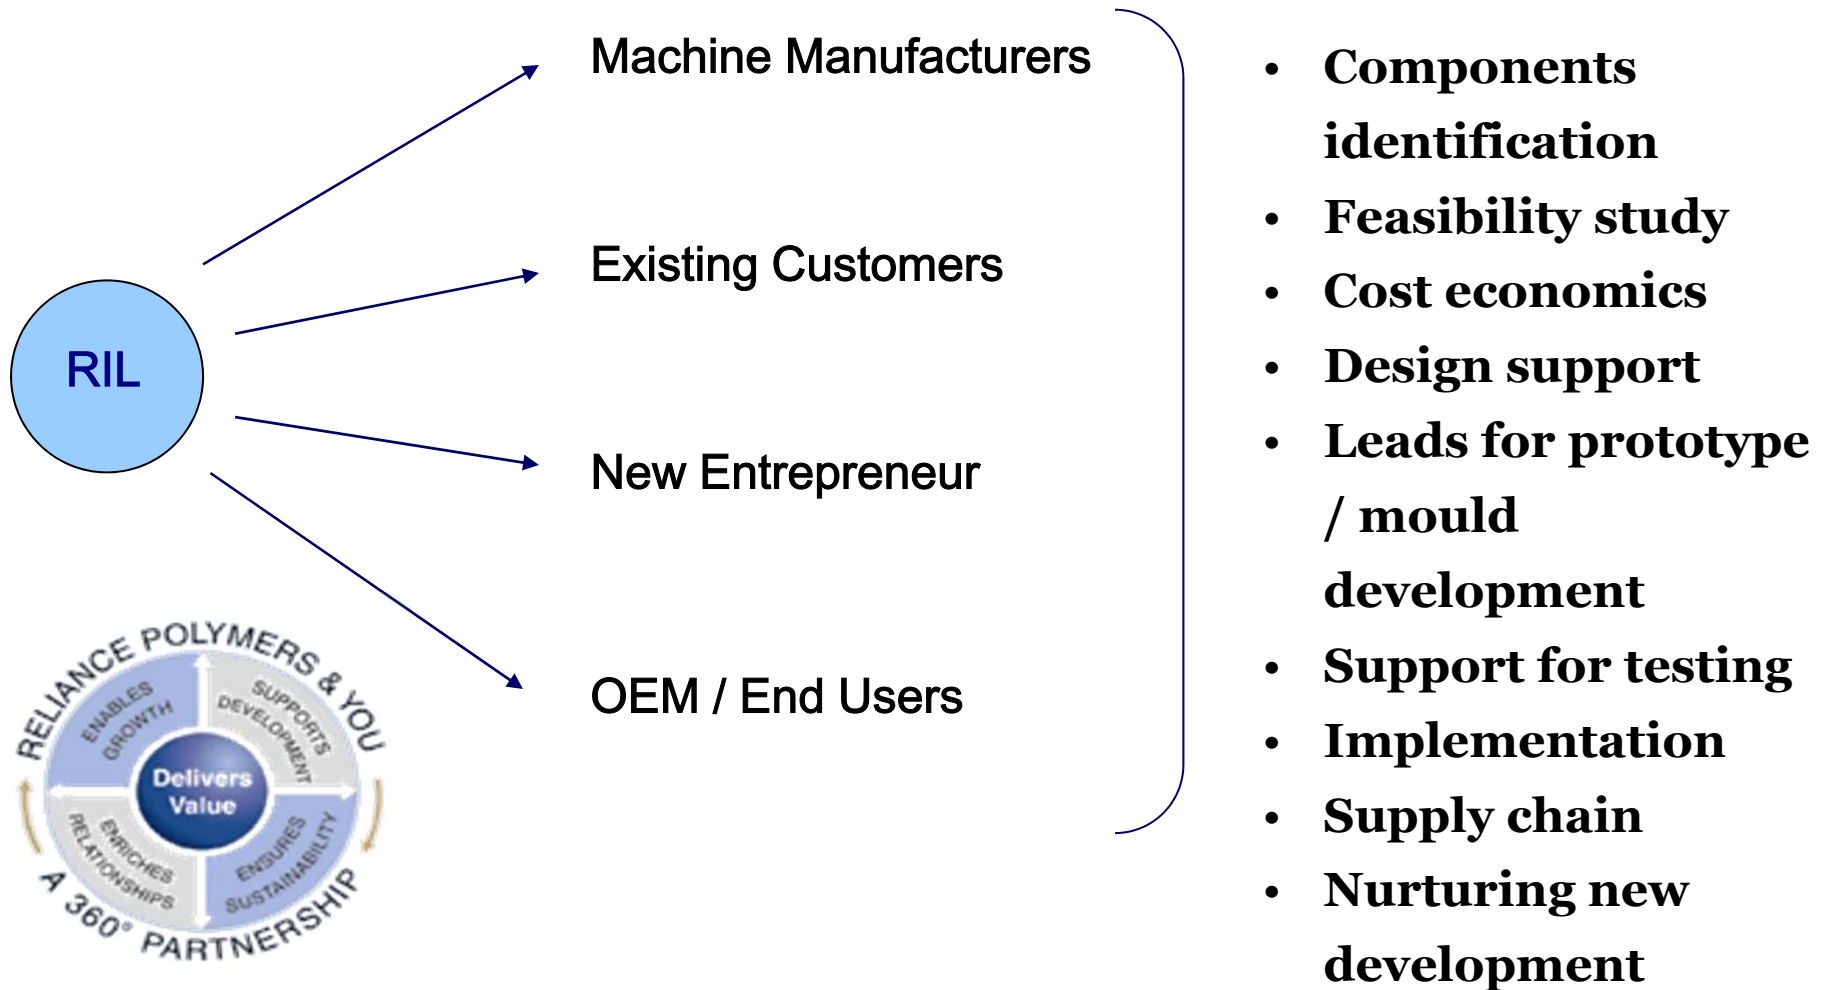 Machine Manufacturers
Existing Customers
RIL
New Entrepreneur
OEM / End Users
• Components
identification
• Feasibility study
• Cost economics
• Design support
• Leads for prototype
/ mould
development
• Support for testing
• Implementation
• Supply chain
• Nurturing new
development
RELIANCE POLYMERS & YOU
ENABLES
GROWTH
SUPPORTS
DEVELOPMENT
Delivers
Value
ENRICHES
RELATIONSHIPS
ENSURES
SUSTAINABILITY
A 360° PARTNERSHIP